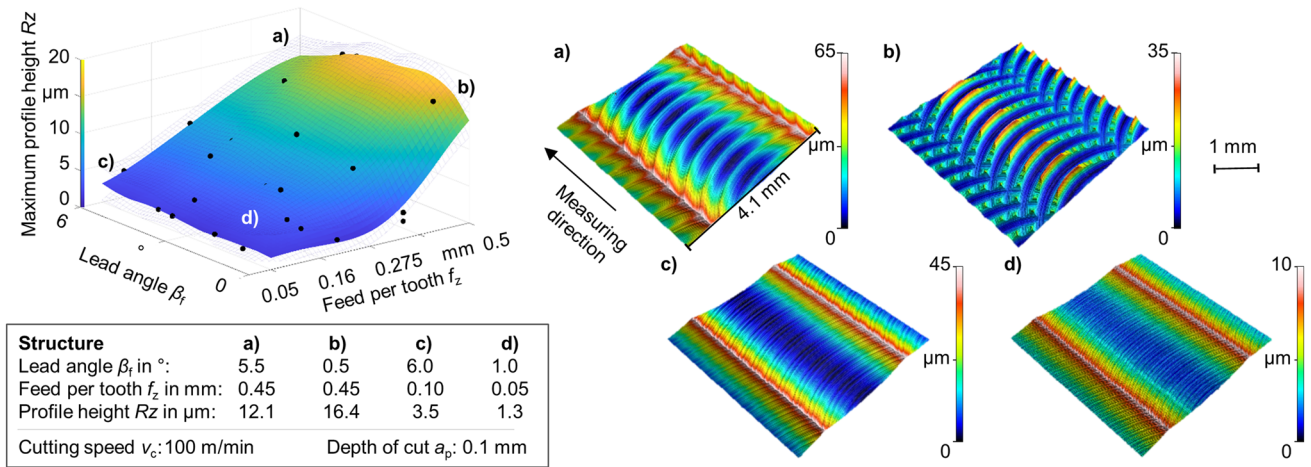 Maximum profile height Rz
20
μm
10
5
0
6
°
0
Lead angle βf
0.05
0.16
0.275
mm
0.5
Feed per tooth fz
a)
b)
c)
d)
Structure a) b) c) d)
Lead angle βf in °: 5.5 0.5 6.0 1.0
Feed per tooth fz in mm: 0.45 0.45 0.10 0.05
Profile height Rz in μm: 12.1 16.4 3.5 1.3
Cutting speed vc: 100 m/min Depth of cut ap: 0.1 mm
a)
65
μm
0
4.1 mm
Measuring
direction
b)
35
μm
0
1 mm
c)
45
μm
0
d)
10
μm
0